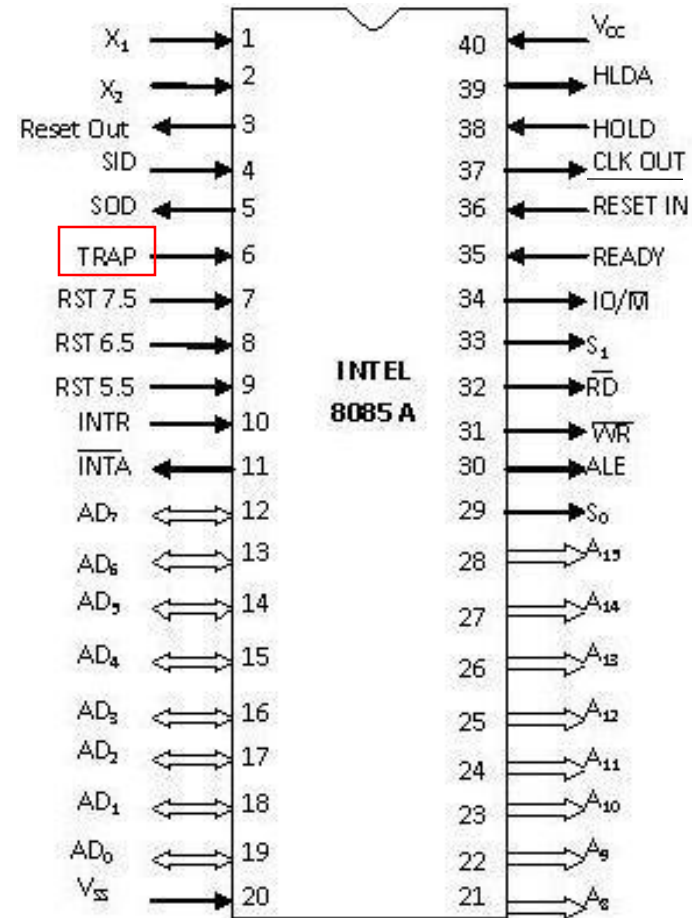 X₁ 1 40 Vcc
X₂ 2 39 HLDA
Reset Out 3 38 HOLD
SID 4 37 CLK OUT
SOD 5 36 RESET IN
TRAP 6 35 READY
RST 7.5 7 34 IO/M̅
RST 6.5 8 33 S₁
RST 5.5 9 32 R̅D̅
INTR 10 31 W̅R̅
I̅N̅T̅A̅ 11 30 ALE
INTEL
8085 A
AD₇ 12 29 S₀
AD₆ 13 28 A₁₅
AD₅ 14 27 A₁₄
AD₄ 15 26 A₁₃
AD₃ 16 25 A₁₂
AD₂ 17 24 A₁₁
AD₁ 18 23 A₁₀
AD₀ 19 22 A₉
Vss 20 21 A₈